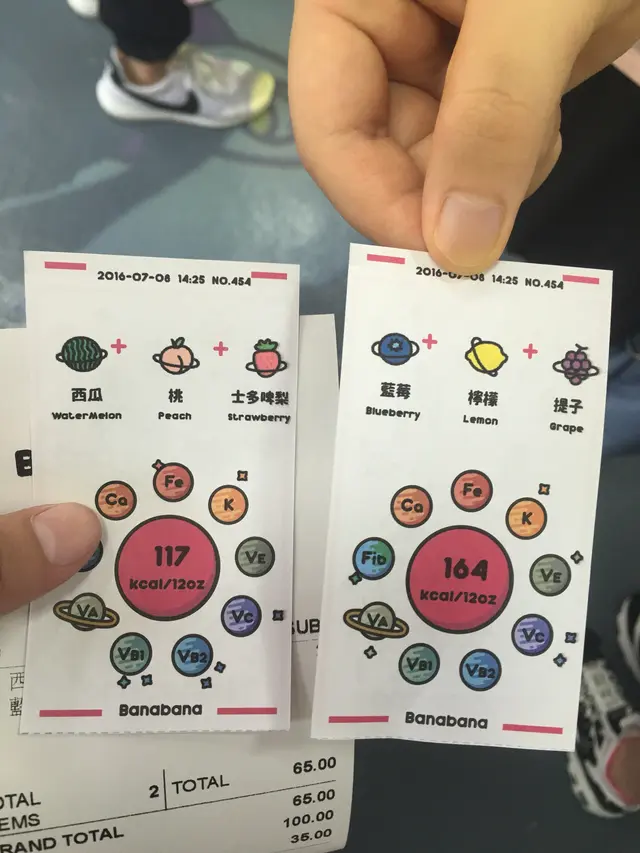 2016-07-08 14:25 NO.454
西瓜 + 桃 + 士多啤梨
WaterMelon Peach Strawberry
Ca Fe K
VE
VA VC
VB1 VB2
117
kcal/12oz
Banabana
2016-07-08 14:25 NO.454
藍莓 + 檸檬 + 提子
Blueberry Lemon Grape
Ca Fe K
Fib VE
VA VC
VB1 VB2
164
kcal/12oz
Banabana
SUB
西
藍
2 TOTAL 65.00
65.00
100.00
RAND TOTAL 35.00